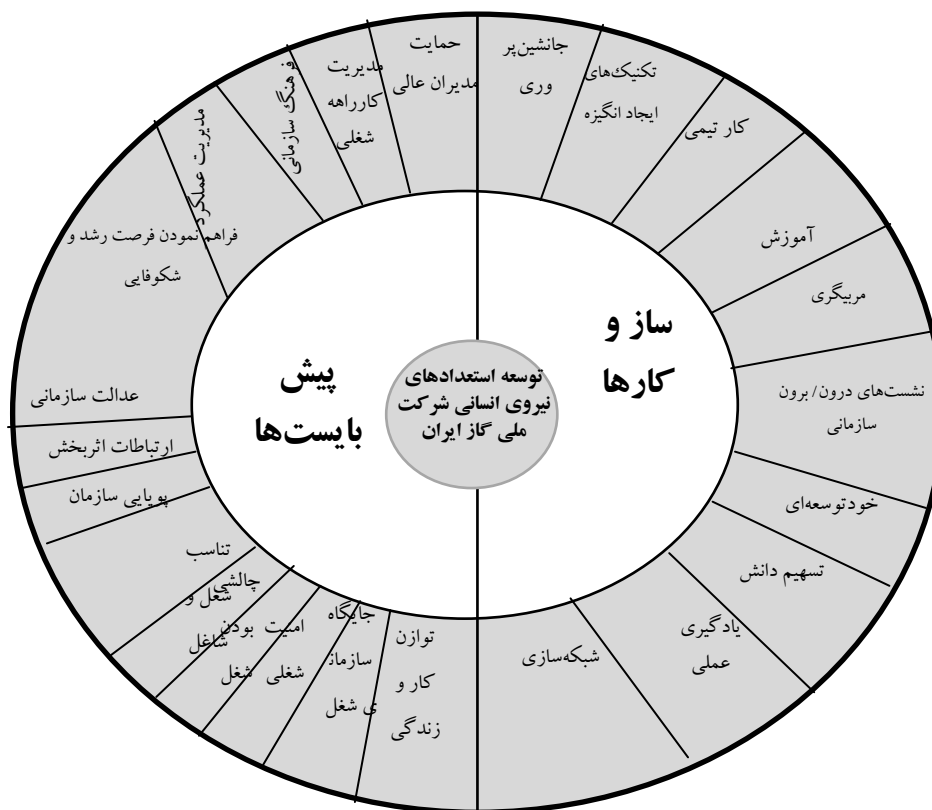 حمایت
مدیران عالی
مدیریت
کارراهه
شغلی
فرهنگ سازمانی
مدیریت عملکرد
فراهم نمودن فرصت رشد و
شکوفایی
عدالت سازمانی
ارتباطات اثربخش
پویایی سازمان
تناسب
شغل و
شاغل
چالشی
بودن
شغل
امنیت
شغلی
جایگاه
سازمان
ی شغل
توازن
کار و
زندگی
جانشین‌پر
وری
تکنیک‌های
ایجاد انگیزه
کار تیمی
آموزش
مربیگری
نشست‌های درون/ برون
سازمانی
خودتوسعه‌ای
تسهیم دانش
یادگیری
عملی
شبکه‌سازی
ساز و
کارها
پیش
بایست‌ها
توسعه استعدادهای
نیروی انسانی شرکت
ملی گاز ایران